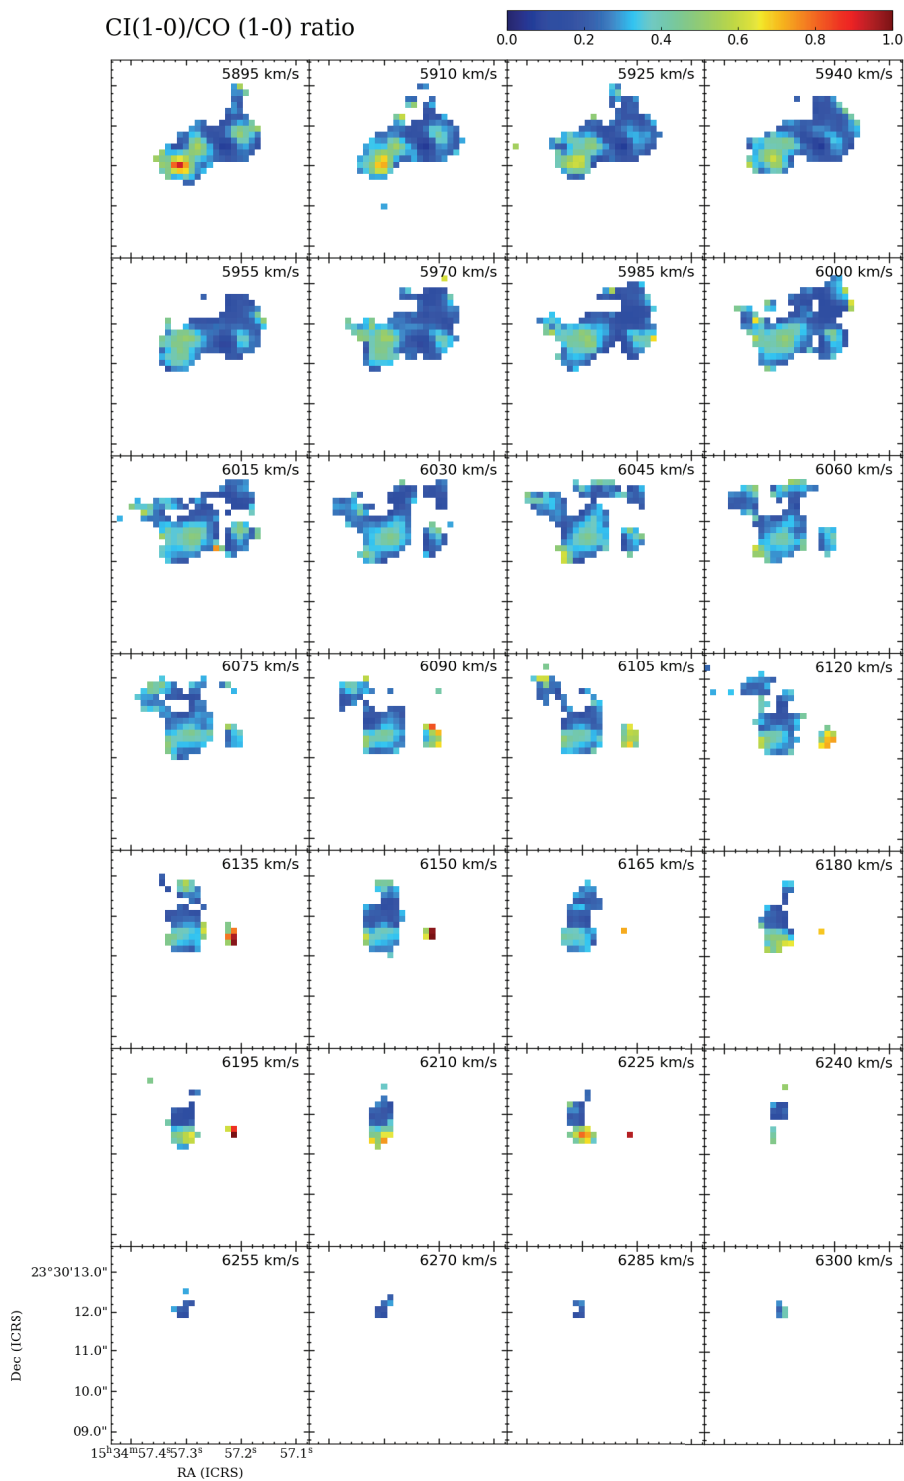 CI(1-0)/CO (1-0) ratio
0.0 0.2 0.4 0.6 0.8 1.0
5895 km/s 5910 km/s 5925 km/s 5940 km/s
5955 km/s 5970 km/s 5985 km/s 6000 km/s
6015 km/s 6030 km/s 6045 km/s 6060 km/s
6075 km/s 6090 km/s 6105 km/s 6120 km/s
6135 km/s 6150 km/s 6165 km/s 6180 km/s
6195 km/s 6210 km/s 6225 km/s 6240 km/s
6255 km/s 6270 km/s 6285 km/s 6300 km/s
23°30'13.0"
12.0"
11.0"
10.0"
09.0"
Dec (ICRS)
15ʰ34ᵐ57.4ˢ57.3ˢ 57.2ˢ 57.1ˢ
RA (ICRS)